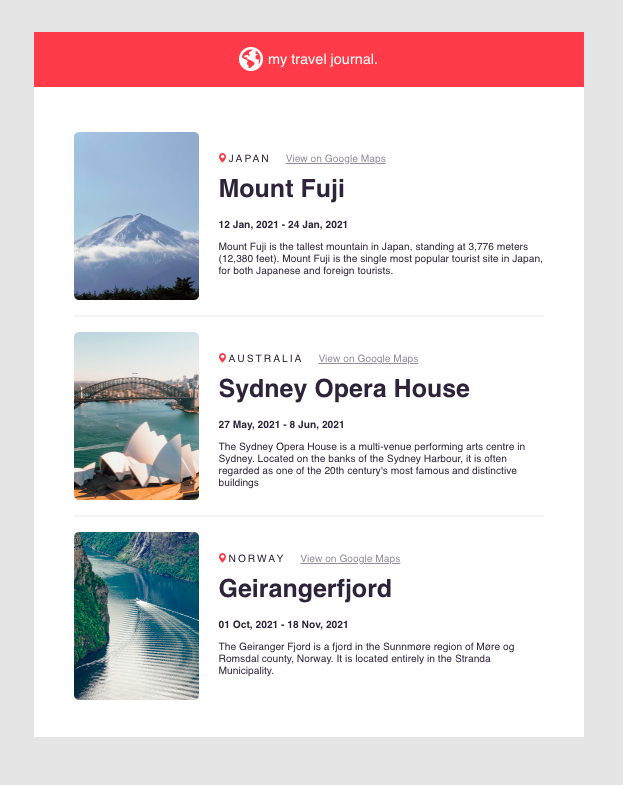 my travel journal.
JAPAN View on Google Maps
Mount Fuji
12 Jan, 2021 - 24 Jan, 2021
Mount Fuji is the tallest mountain in Japan, standing at 3,776 meters
(12,380 feet). Mount Fuji is the single most popular tourist site in Japan,
for both Japanese and foreign tourists.
AUSTRALIA View on Google Maps
Sydney Opera House
27 May, 2021 - 8 Jun, 2021
The Sydney Opera House is a multi-venue performing arts centre in
Sydney. Located on the banks of the Sydney Harbour, it is often
regarded as one of the 20th century's most famous and distinctive
buildings
NORWAY View on Google Maps
Geirangerfjord
01 Oct, 2021 - 18 Nov, 2021
The Geiranger Fjord is a fjord in the Sunnmøre region of Møre og
Romsdal county, Norway. It is located entirely in the Stranda
Municipality.